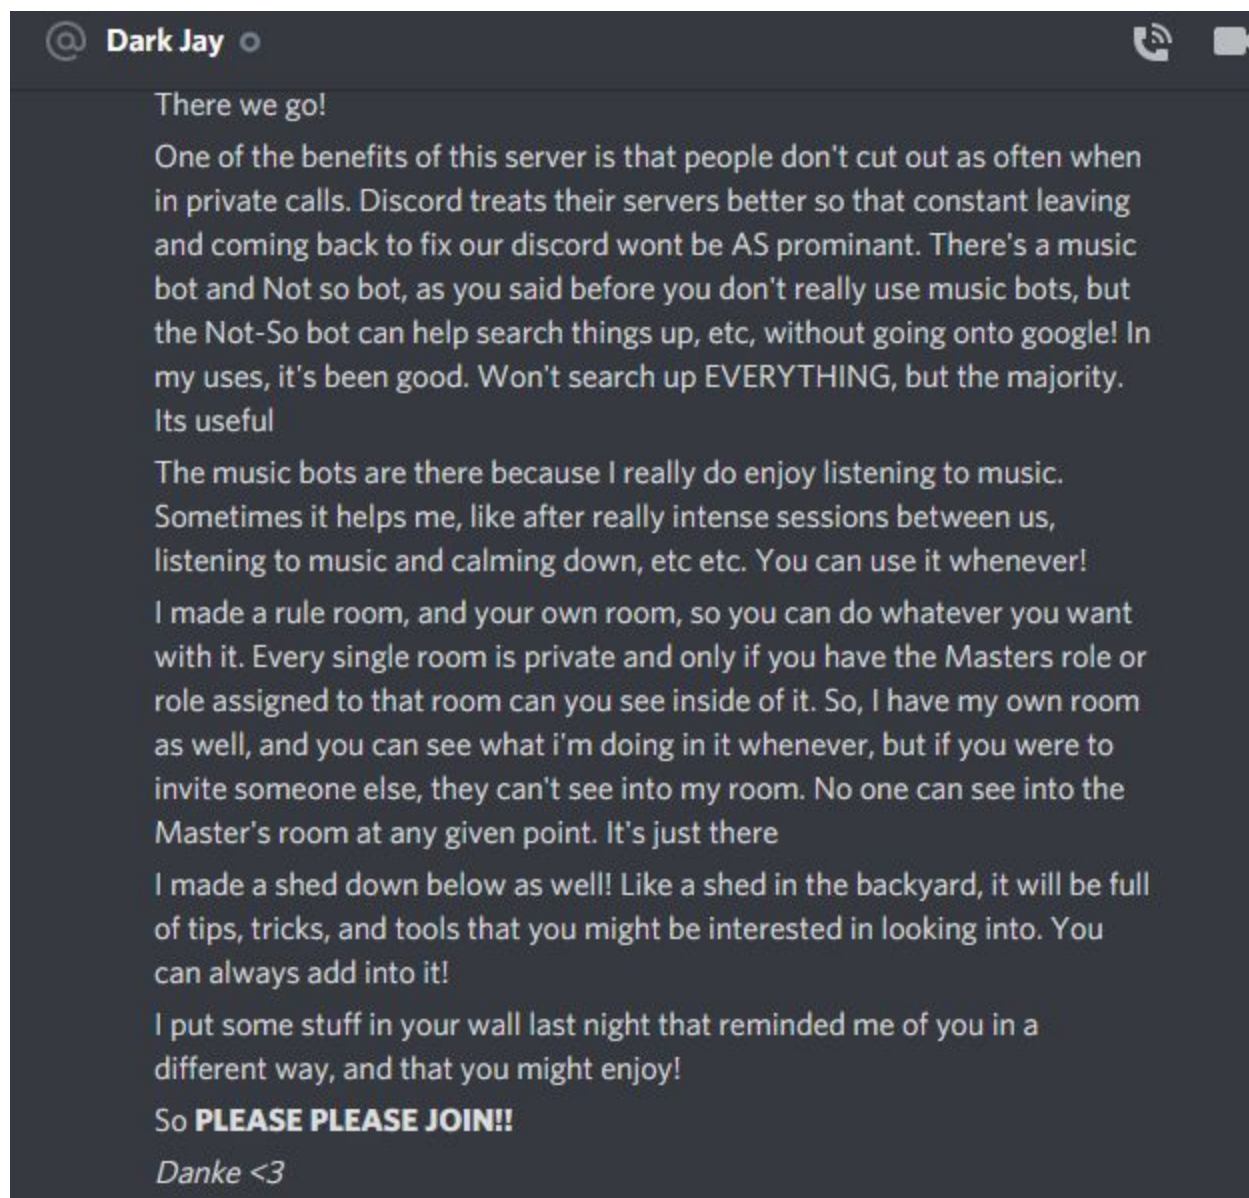 Dark Jay
There we go!
One of the benefits of this server is that people don't cut out as often when
in private calls. Discord treats their servers better so that constant leaving
and coming back to fix our discord wont be AS prominant. There's a music
bot and Not so bot, as you said before you don't really use music bots, but
the Not-So bot can help search things up, etc, without going onto google! In
my uses, it's been good. Won't search up EVERYTHING, but the majority.
Its useful
The music bots are there because I really do enjoy listening to music.
Sometimes it helps me, like after really intense sessions between us,
listening to music and calming down, etc etc. You can use it whenever!
I made a rule room, and your own room, so you can do whatever you want
with it. Every single room is private and only if you have the Masters role or
role assigned to that room can you see inside of it. So, I have my own room
as well, and you can see what i'm doing in it whenever, but if you were to
invite someone else, they can't see into my room. No one can see into the
Master's room at any given point. It's just there
I made a shed down below as well! Like a shed in the backyard, it will be full
of tips, tricks, and tools that you might be interested in looking into. You
can always add into it!
I put some stuff in your wall last night that reminded me of you in a
different way, and that you might enjoy!
So PLEASE PLEASE JOIN!!
Danke <3